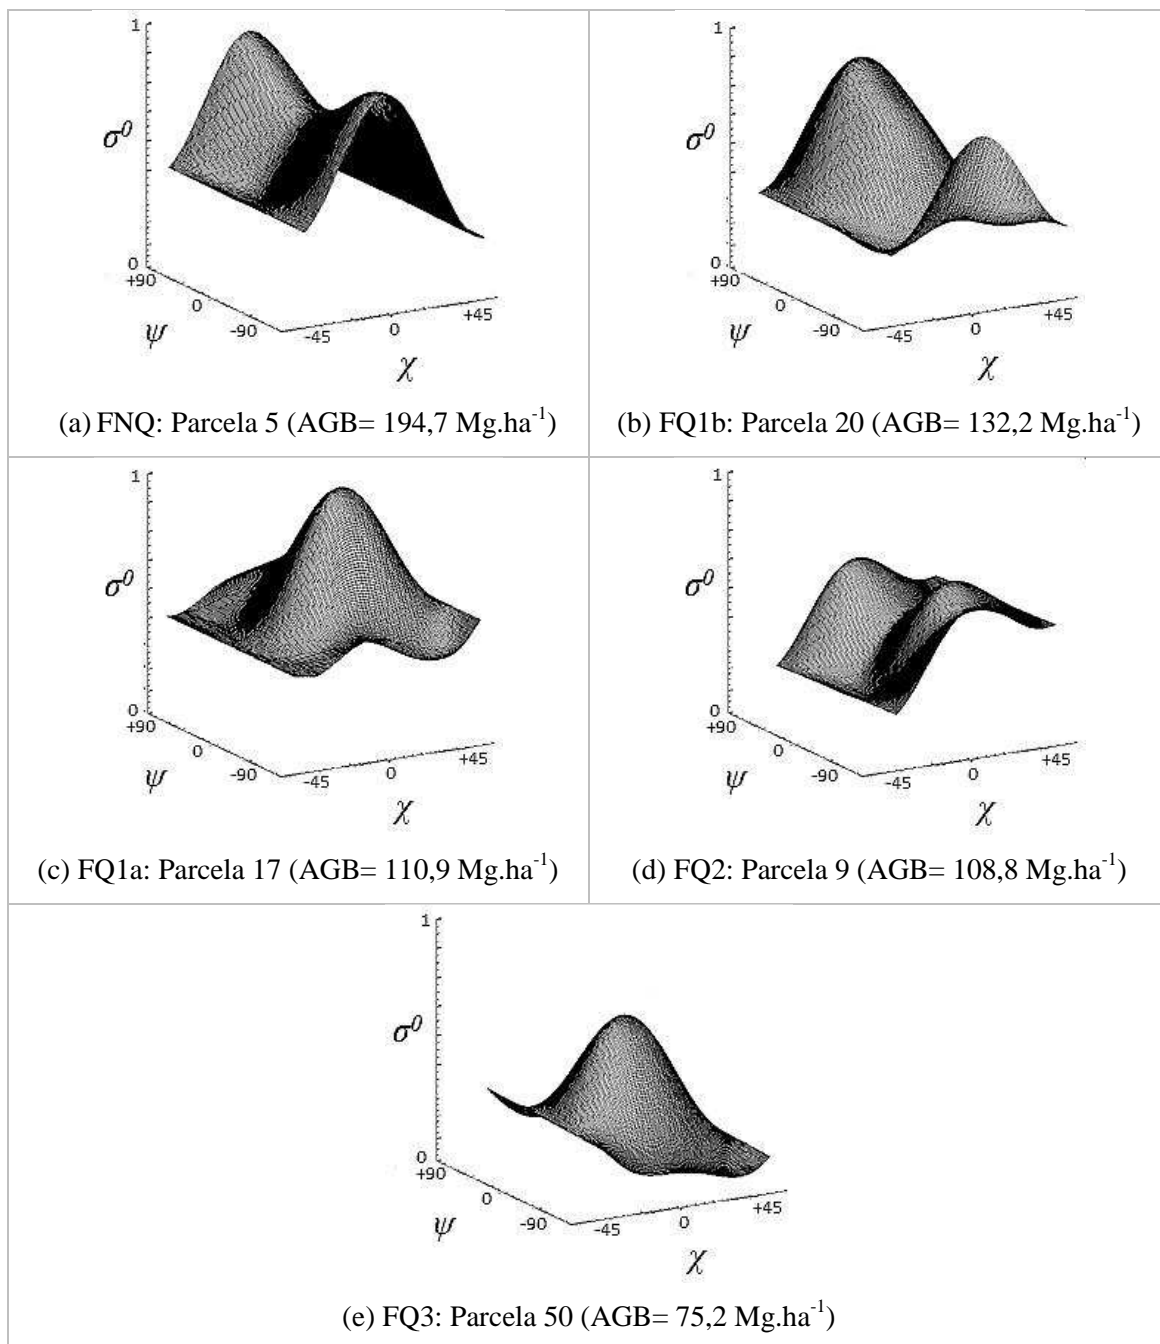 1
σ⁰
0
+90
0
-90
ψ
-45
0
+45
χ
(a) FNQ: Parcela 5 (AGB= 194,7 Mg.ha⁻¹)
1
σ⁰
0
+90
0
-90
ψ
-45
0
+45
χ
(b) FQ1b: Parcela 20 (AGB= 132,2 Mg.ha⁻¹)
1
σ⁰
0
+90
0
-90
ψ
-45
0
+45
χ
(c) FQ1a: Parcela 17 (AGB= 110,9 Mg.ha⁻¹)
1
σ⁰
0
+90
0
-90
ψ
-45
0
+45
χ
(d) FQ2: Parcela 9 (AGB= 108,8 Mg.ha⁻¹)
1
σ⁰
0
+90
0
-90
ψ
-45
0
+45
χ
(e) FQ3: Parcela 50 (AGB= 75,2 Mg.ha⁻¹)